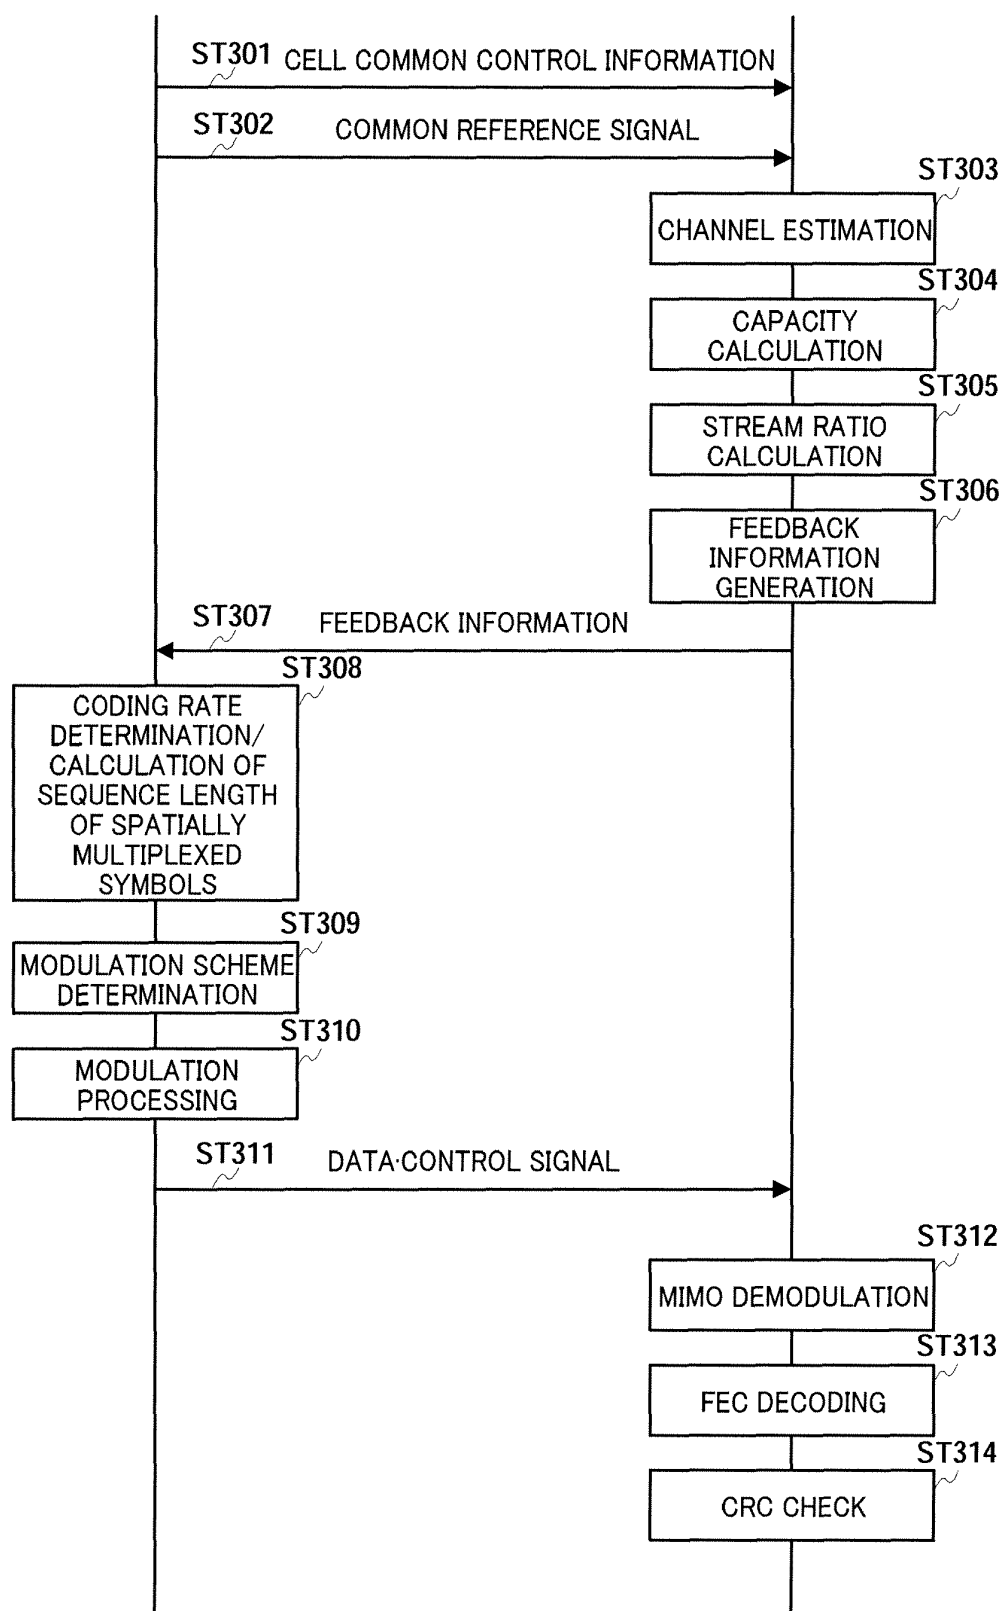 ST301
CELL COMMON CONTROL INFORMATION
ST302
COMMON REFERENCE SIGNAL
ST303
CHANNEL ESTIMATION
ST304
CAPACITY
CALCULATION
ST305
STREAM RATIO
CALCULATION
ST306
FEEDBACK
INFORMATION
GENERATION
ST307
FEEDBACK INFORMATION
ST308
CODING RATE
DETERMINATION/
CALCULATION OF
SEQUENCE LENGTH
OF SPATIALLY
MULTIPLEXED
SYMBOLS
ST309
MODULATION SCHEME
DETERMINATION
ST310
MODULATION
PROCESSING
ST311
DATA·CONTROL SIGNAL
ST312
MIMO DEMODULATION
ST313
FEC DECODING
ST314
CRC CHECK